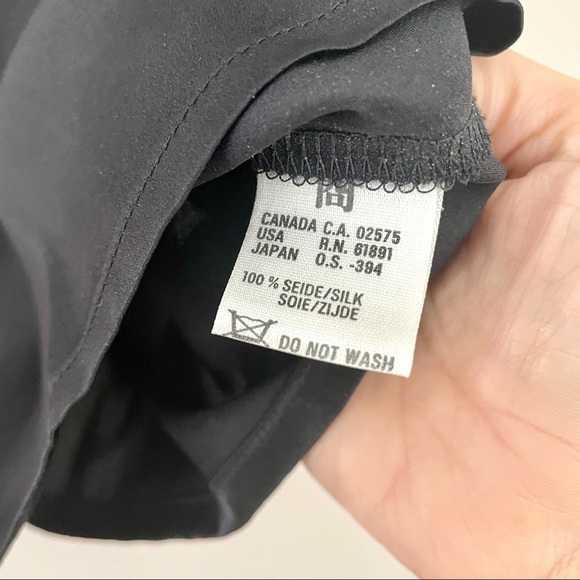 CANADA C.A. 02575
USA R.N. 61891
JAPAN O.S. -394
100 % SEIDE/SILK
SOIE/ZIJDE
DO NOT WASH